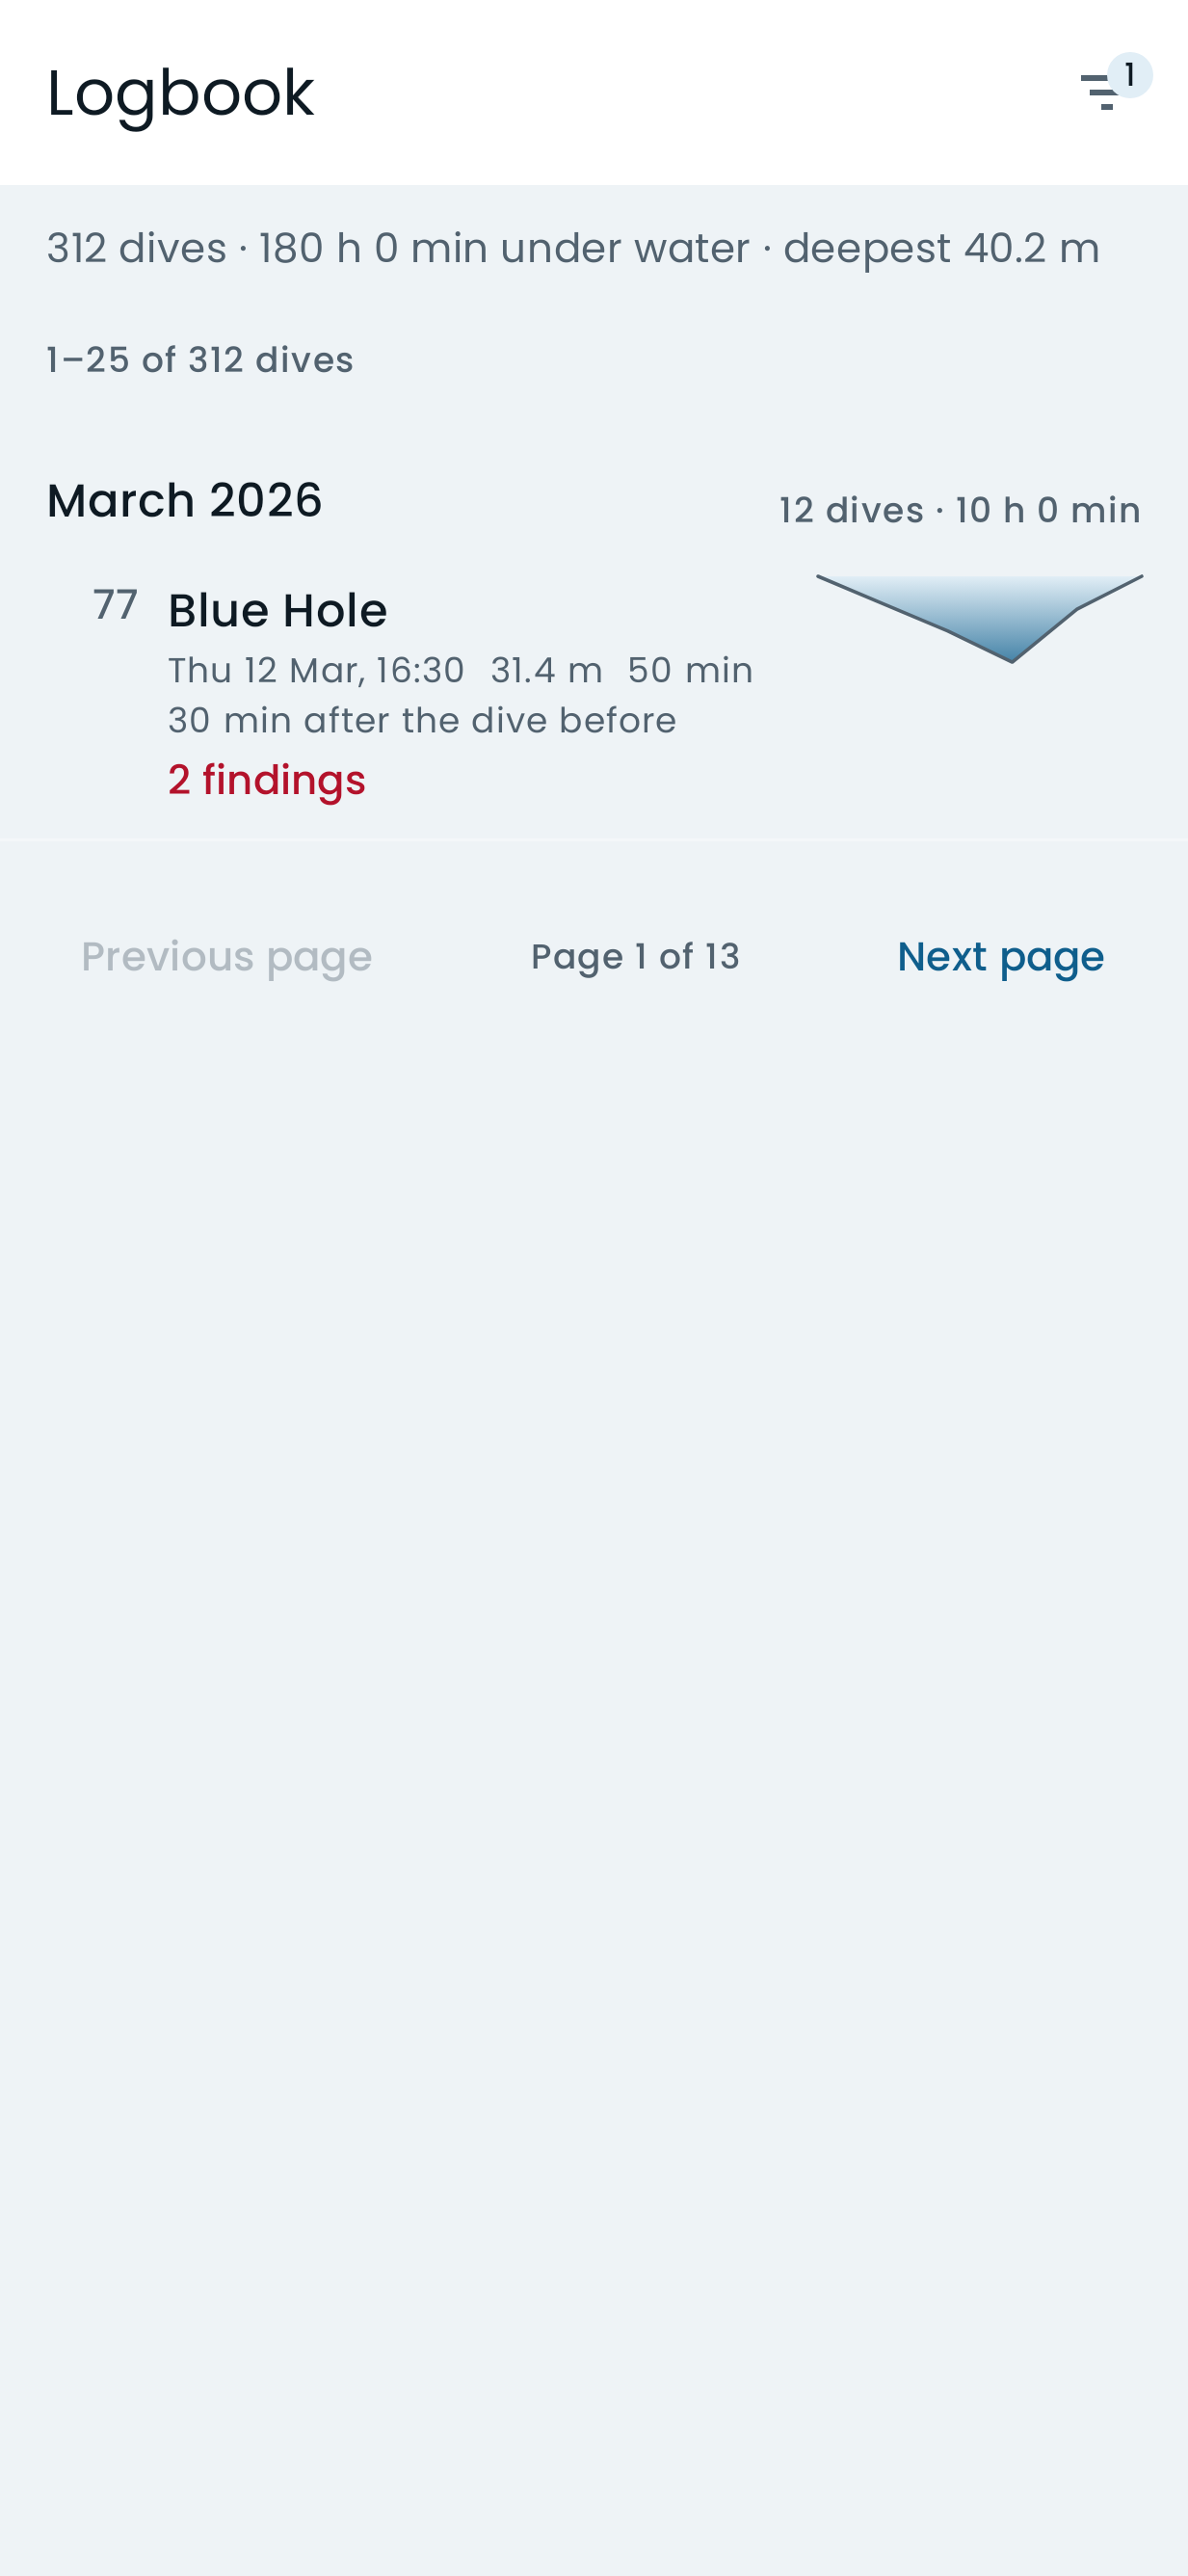 Logbook
1
312 dives · 180 h 0 min under water · deepest 40.2 m
1–25 of 312 dives
March 2026
12 dives · 10 h 0 min
77
Blue Hole
Thu 12 Mar, 16:30 31.4 m 50 min
30 min after the dive before
2 findings
Previous page
Page 1 of 13
Next page